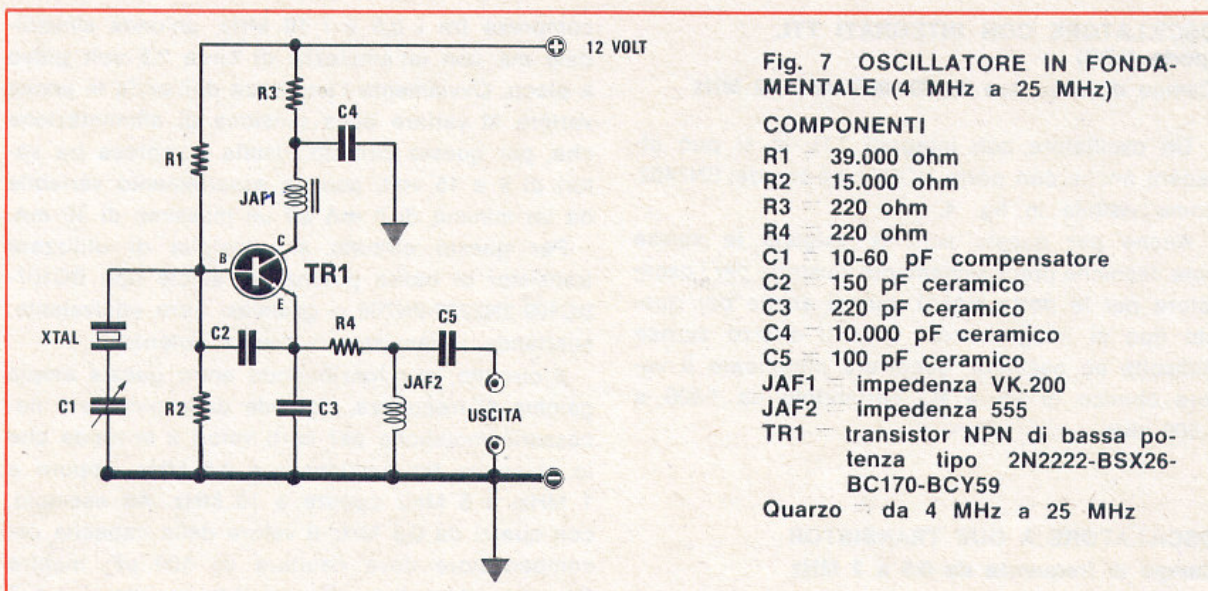 12 VOLT
R3
C4
R1
JAF1
C
B
TR1
E
XTAL
C2
R4
C5
C1
R2
C3
JAF2
USCITA
Fig. 7 OSCILLATORE IN FONDA-
MENTALE (4 MHz a 25 MHz)
COMPONENTI
R1 = 39.000 ohm
R2 = 15.000 ohm
R3 = 220 ohm
R4 = 220 ohm
C1 = 10-60 pF compensatore
C2 = 150 pF ceramico
C3 = 220 pF ceramico
C4 = 10.000 pF ceramico
C5 = 100 pF ceramico
JAF1 = impedenza VK.200
JAF2 = impedenza 555
TR1 = transistor NPN di bassa po-
tenza tipo 2N2222-BSX26-
BC170-BCY59
Quarzo = da 4 MHz a 25 MHz